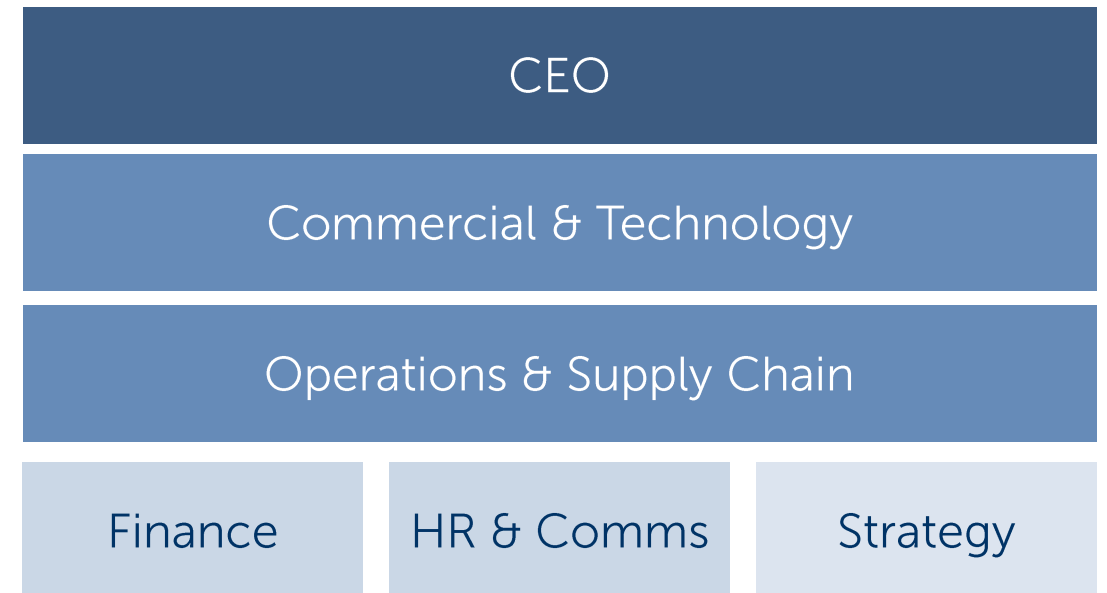 CEO
Commercial & Technology
Operations & Supply Chain
Finance
HR & Comms
Strategy